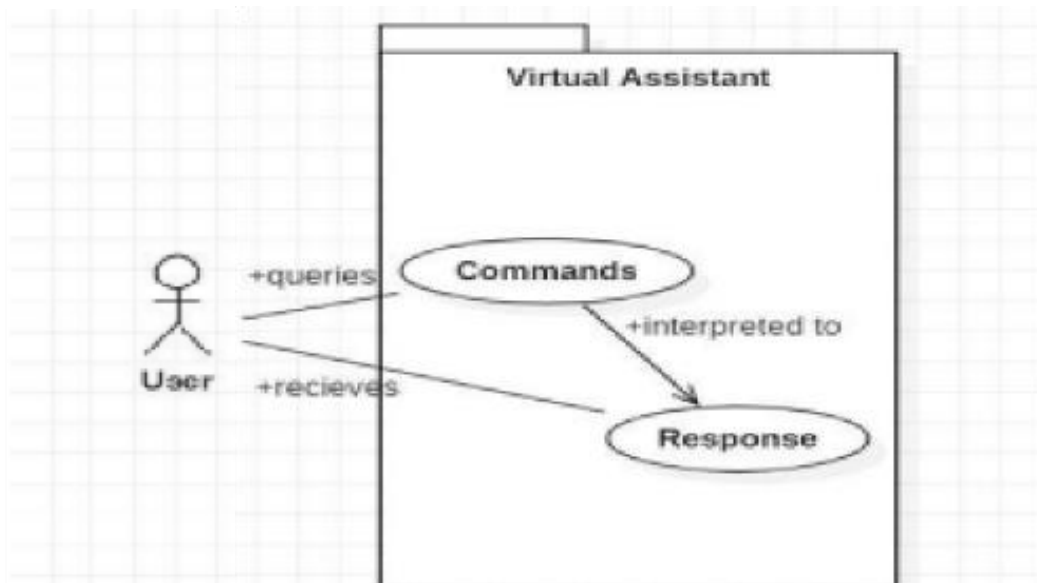 Virtual Assistant
+queries
Commands
+interpreted to
User
+recieves
Response